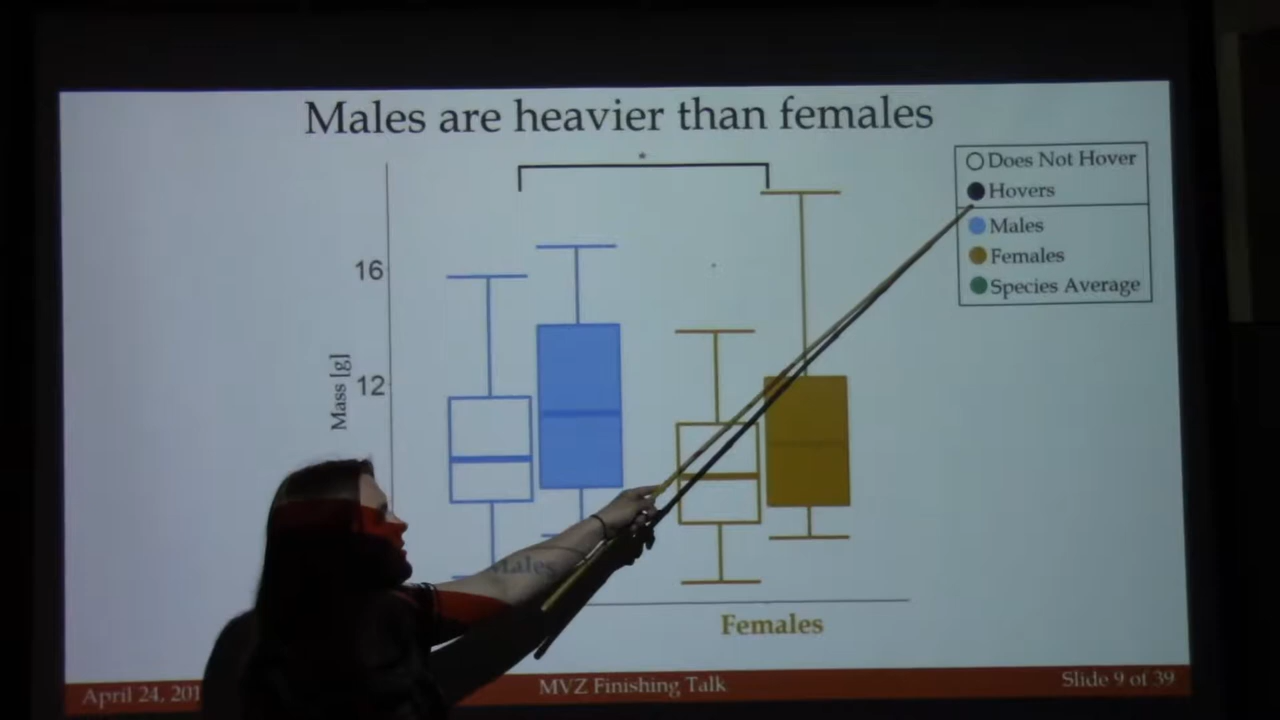 Males are heavier than females
*
Does Not Hover
Hovers
Males
Females
Species Average
16
12
Mass [g]
Males
Females
April 24, 201
MVZ Finishing Talk
Slide 9 of 39